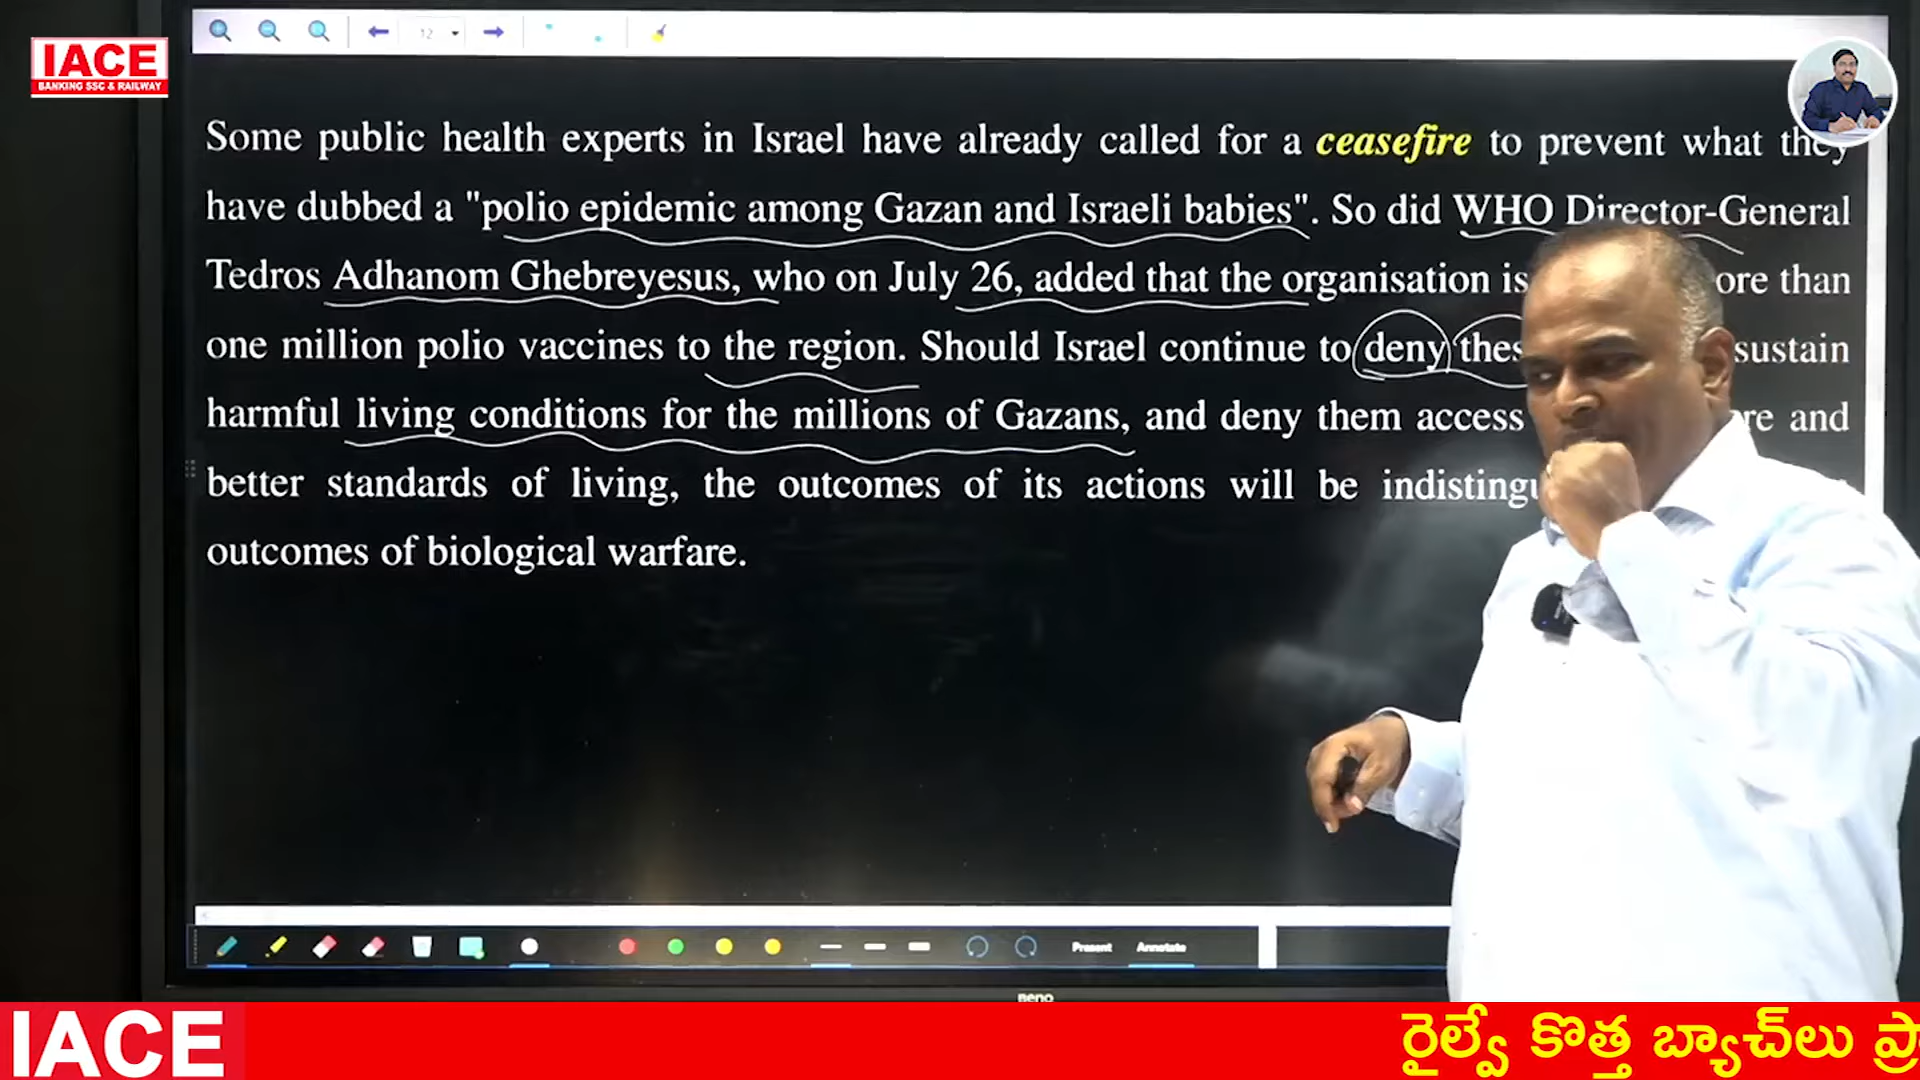 IACE
BANKING SSC & RAILWAY
12
Some public health experts in Israel have already called for a ceasefire to prevent what they
have dubbed a "polio epidemic among Gazan and Israeli babies". So did WHO Director-General
Tedros Adhanom Ghebreyesus, who on July 26, added that the organisation is ore than
one million polio vaccines to the region. Should Israel continue to deny thes sustain
harmful living conditions for the millions of Gazans, and deny them access re and
better standards of living, the outcomes of its actions will be indistingu
outcomes of biological warfare.
Present Annotate
BenQ
IACE రైల్వే కొత్త బ్యాచ్‌లు ప్రా